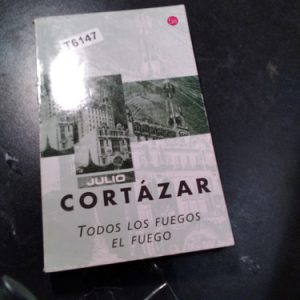 T6147
JULIO
CORTÁZAR
TODOS LOS FUEGOS
EL FUEGO